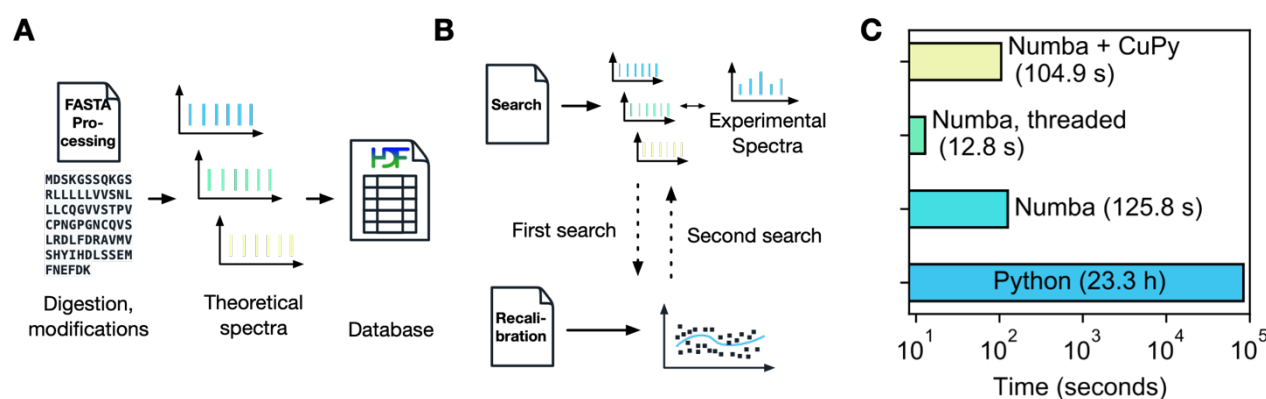 A
FASTA
Pro-
cessing
MDSKGSSQKGS
RLLLLLVVSNL
LLCQGVVSTPV
CPNGPGNCQVS
LRDLFDRAVMV
SHYIHDLSSEM
FNEFDK
Digestion,
modifications
Theoretical
spectra
HDF
Database
B
Search
Experimental
Spectra
First search
Second search
Recali-
bration
C
Numba + CuPy
(104.9 s)
Numba, threaded
(12.8 s)
Numba (125.8 s)
Python (23.3 h)
10¹ 10² 10³ 10⁴ 10⁵
Time (seconds)